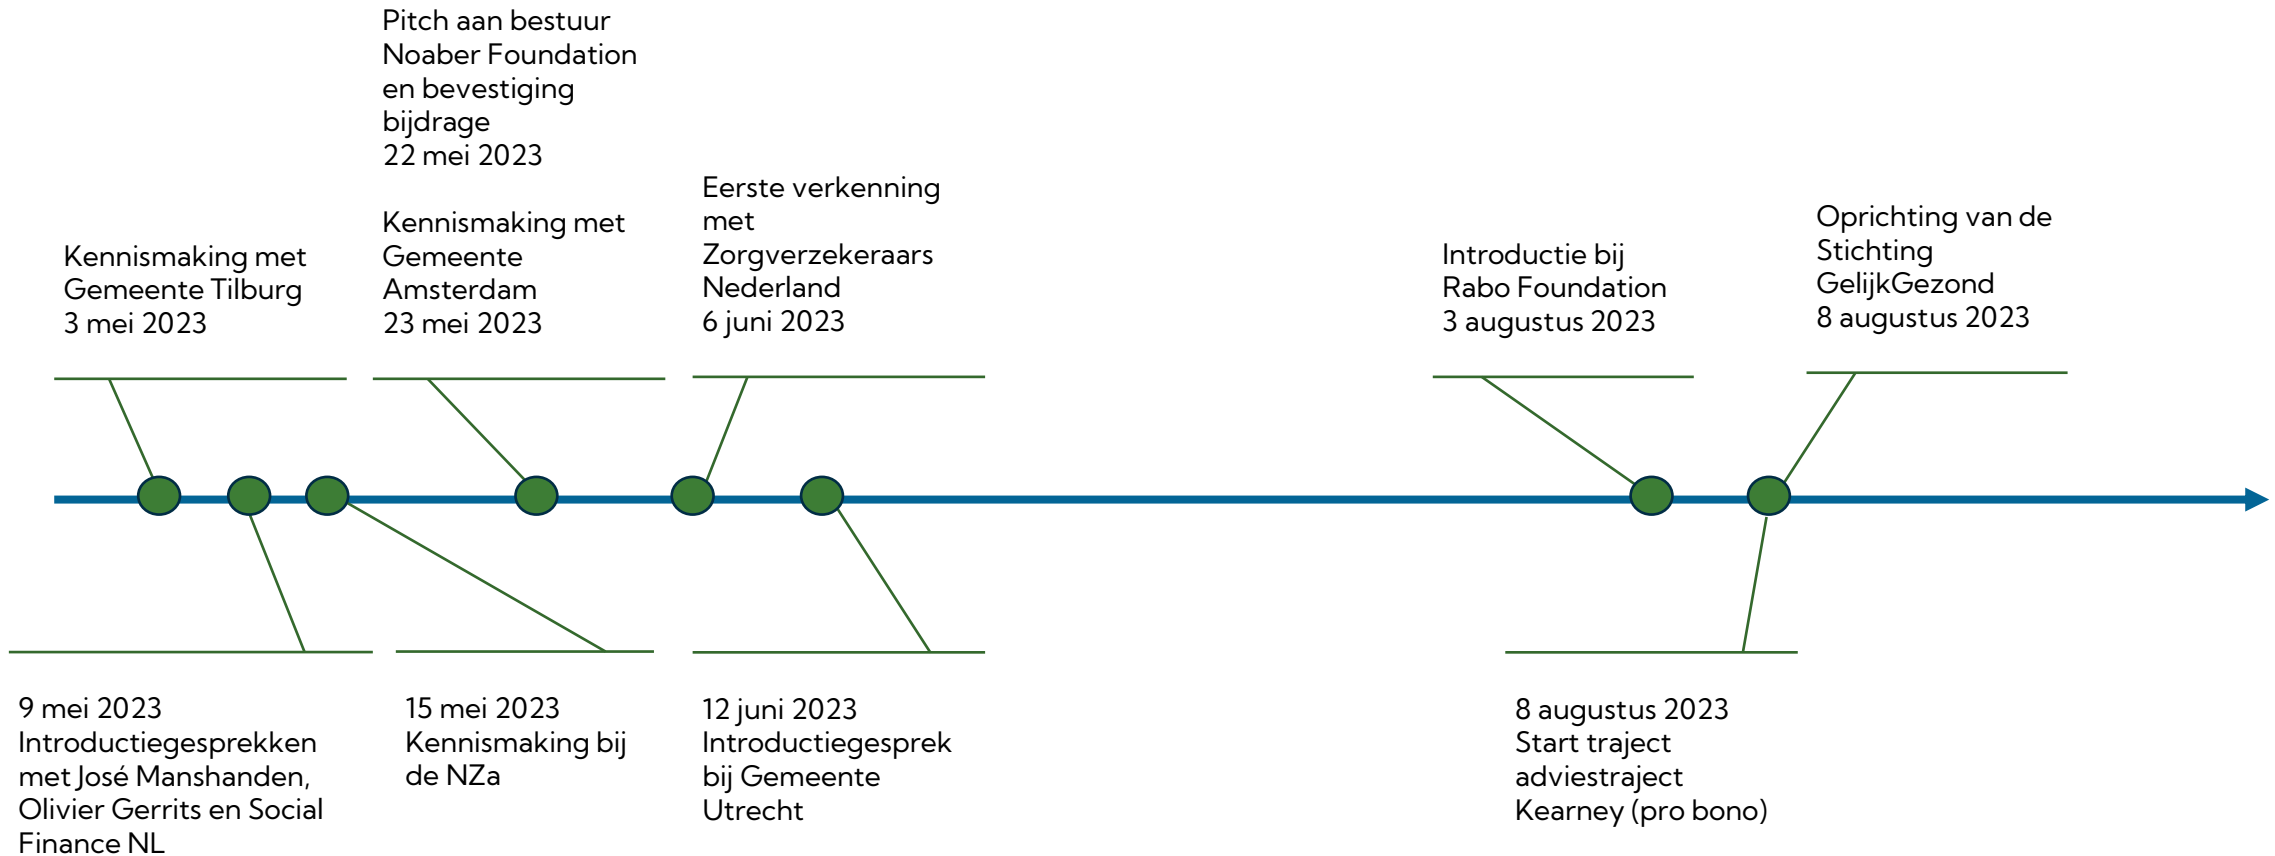 Pitch aan bestuur
Noaber Foundation
en bevestiging
bijdrage
22 mei 2023
Kennismaking met
Gemeente Tilburg
3 mei 2023
Kennismaking met
Gemeente
Amsterdam
23 mei 2023
Eerste verkenning
met
Zorgverzekeraars
Nederland
6 juni 2023
Introductie bij
Rabo Foundation
3 augustus 2023
Oprichting van de
Stichting
GelijkGezond
8 augustus 2023
9 mei 2023
Introductiegesprekken
met José Manshanden,
Olivier Gerrits en Social
Finance NL
15 mei 2023
Kennismaking bij
de NZa
12 juni 2023
Introductiegesprek
bij Gemeente
Utrecht
8 augustus 2023
Start traject
adviestraject
Kearney (pro bono)